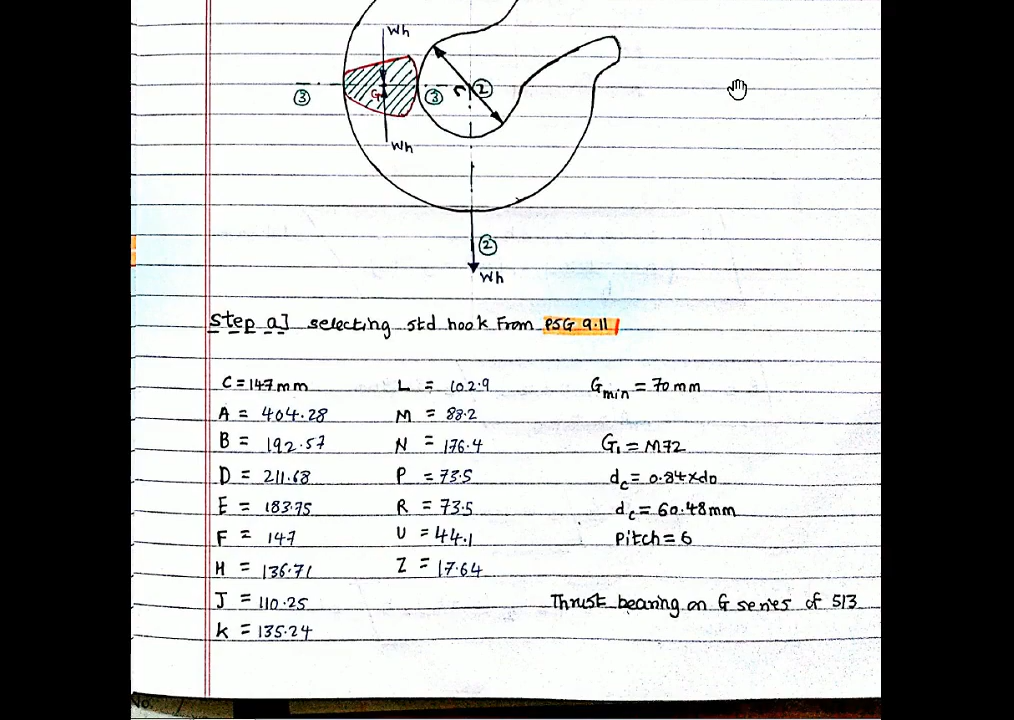 Wh
③ G ③ ②
Wh
②
Wh
Step a] selecting std hook From PSG 9.11
C = 147 mm L = 102.9 Gmin = 70 mm
A = 404.28 M = 88.2
B = 192.57 N = 176.4 G₁ = M72
D = 211.68 P = 73.5 dc = 0.84 x do
E = 183.75 R = 73.5 dc = 60.48 mm
F = 147 U = 44.1 Pitch = 6
H = 136.71 Z = 17.64
J = 110.25 Thrust bearing on G series of 513
K = 135.24
No.